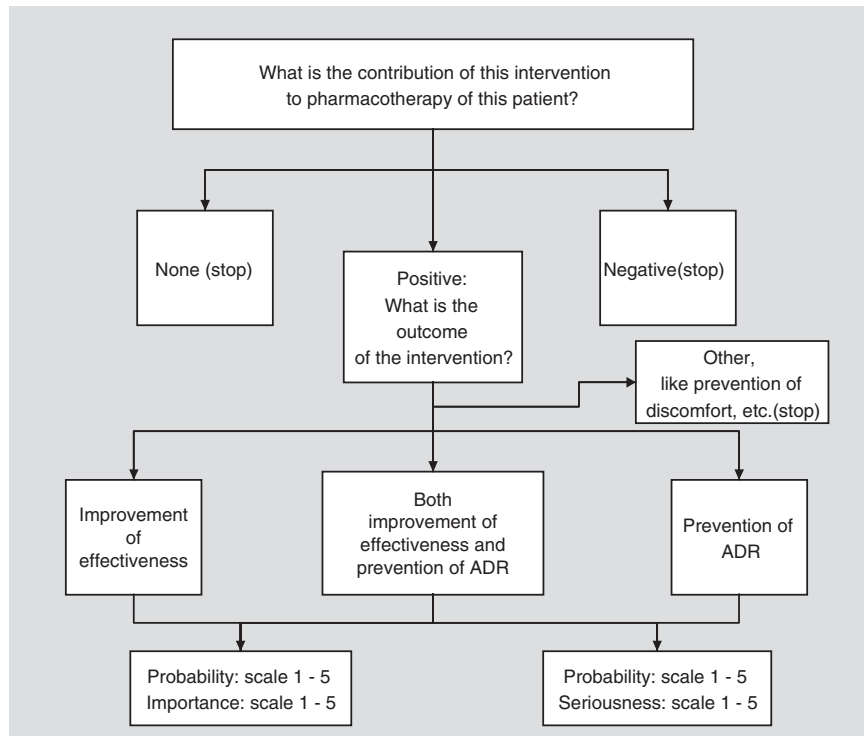 What is the contribution of this intervention
to pharmacotherapy of this patient?
None (stop)
Positive:
What is the
outcome
of the intervention?
Negative(stop)
Other,
like prevention of
discomfort, etc.(stop)
Improvement
of
effectiveness
Both
improvement of
effectiveness and
prevention of ADR
Prevention of
ADR
Probability: scale 1 - 5
Importance: scale 1 - 5
Probability: scale 1 - 5
Seriousness: scale 1 - 5